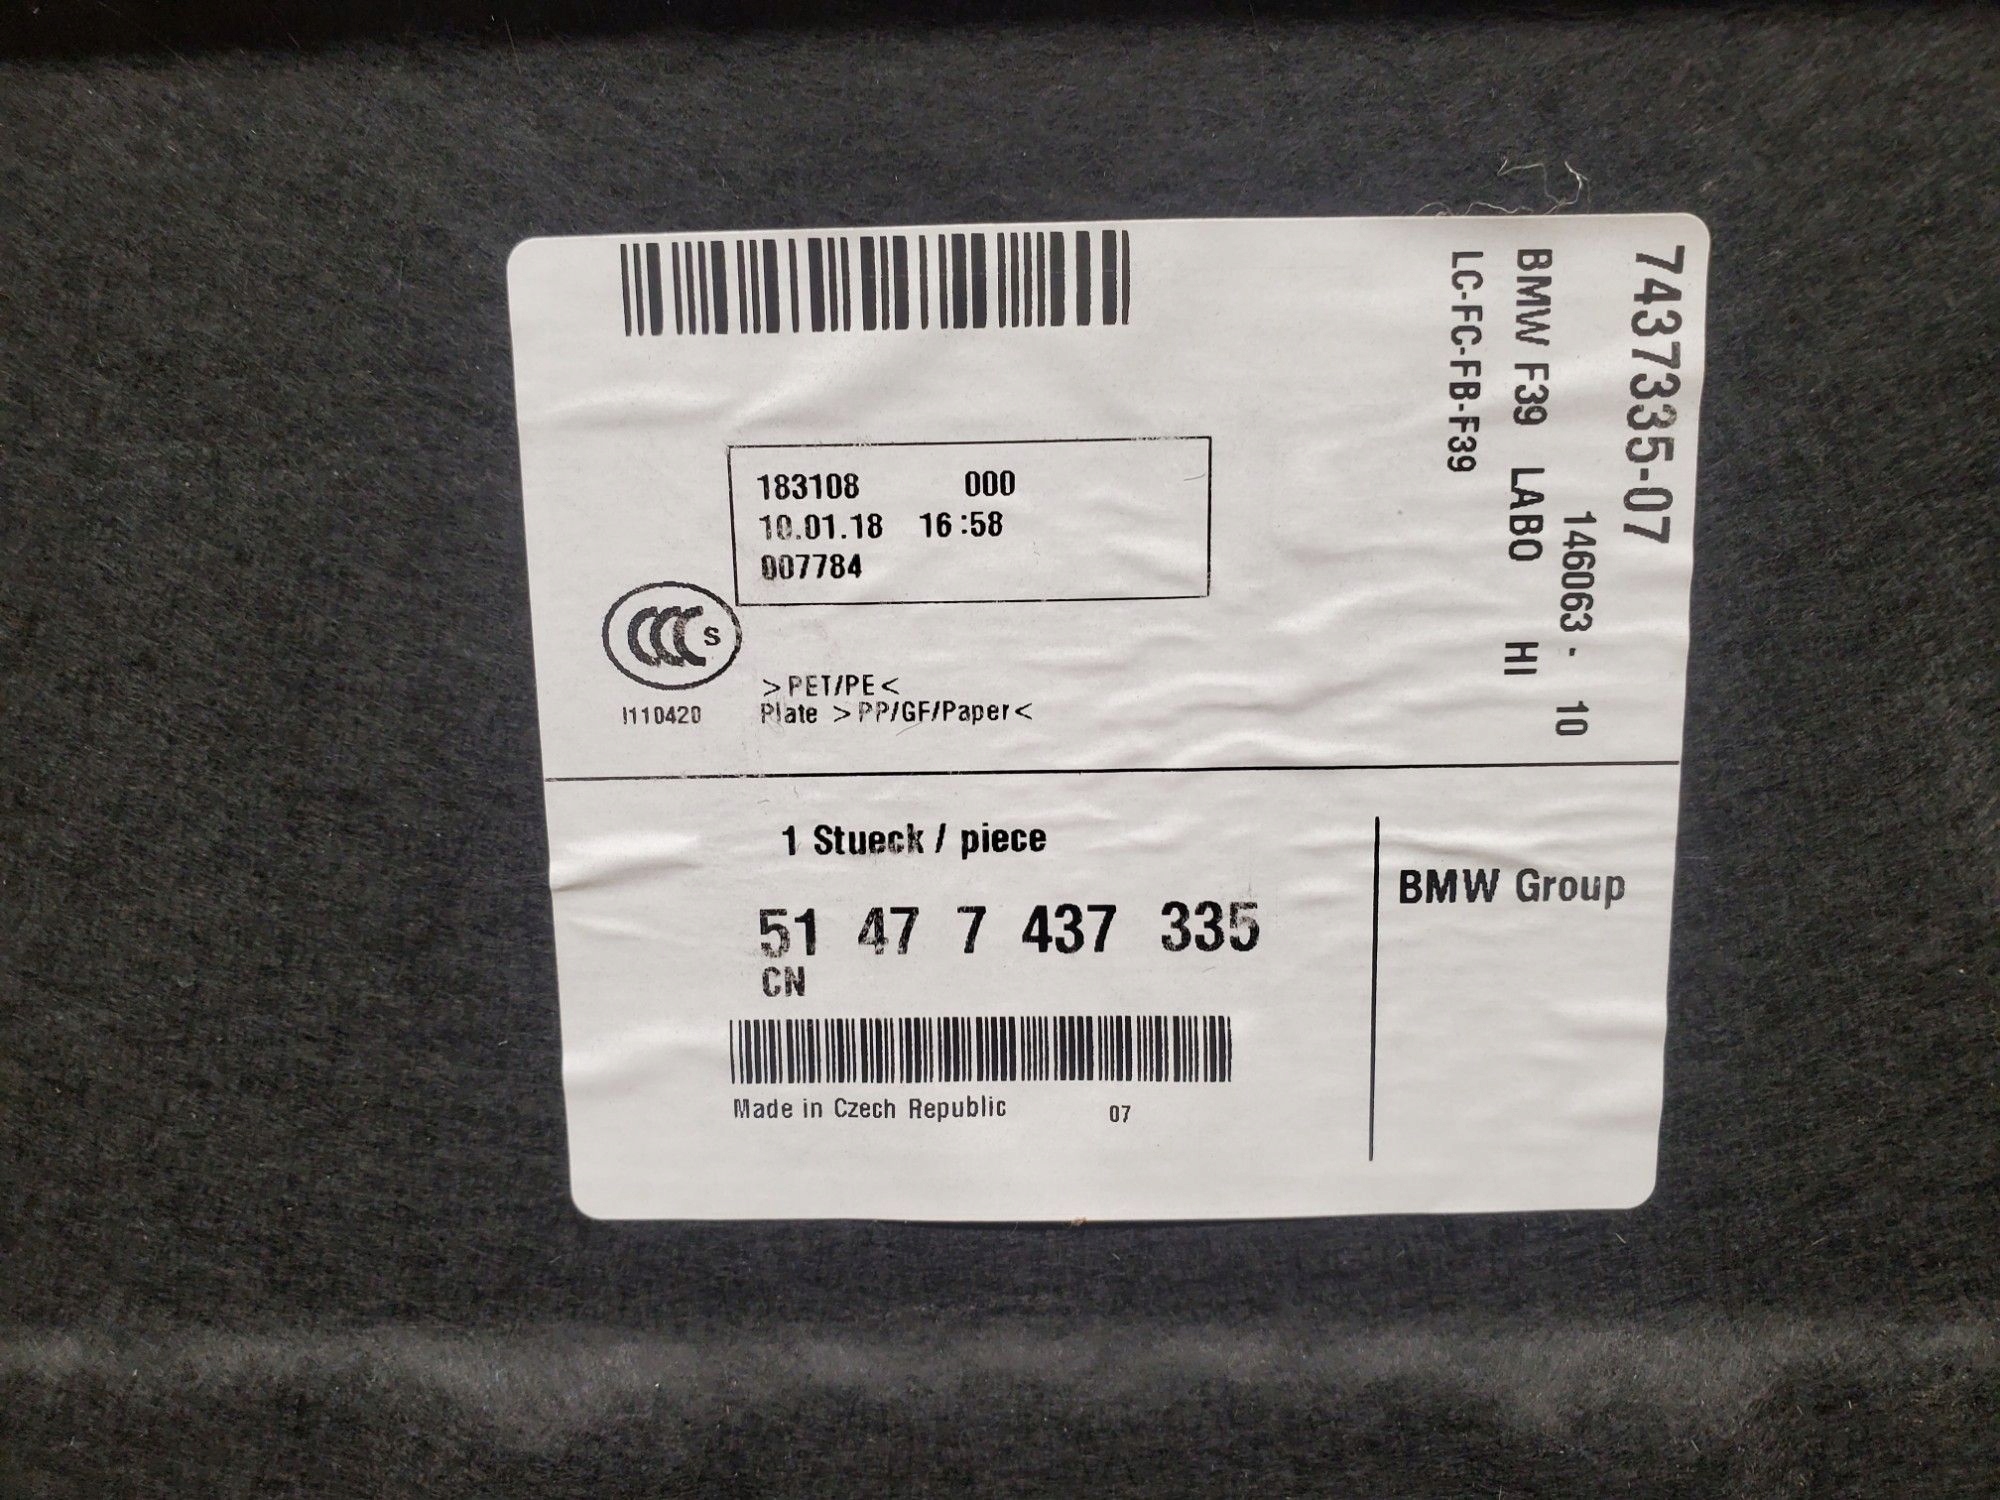 183108 000
10.01.18 16:58
007784
CCC S
I110420
>PET/PE<
Plate >PP/GF/Paper<
7437335-07
146063 - 10
BMW F39 LABO HI
LC-FC-FB-F39
1 Stueck / piece
51 47 7 437 335
CN
Made in Czech Republic 07
BMW Group